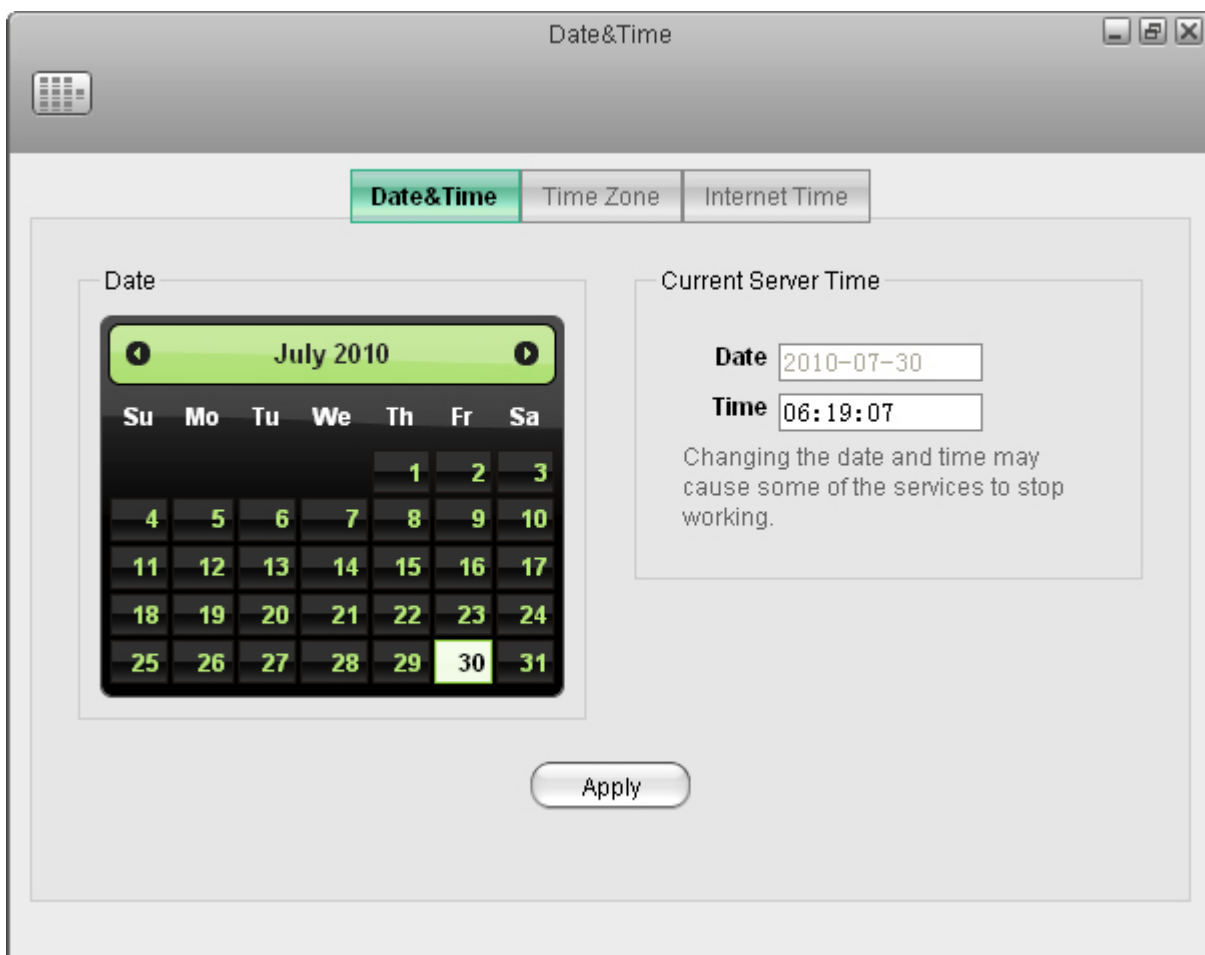 Date&Time
Date&Time Time Zone Internet Time
Date
July 2010
Su Mo Tu We Th Fr Sa
1 2 3
4 5 6 7 8 9 10
11 12 13 14 15 16 17
18 19 20 21 22 23 24
25 26 27 28 29 30 31
Current Server Time
Date 2010-07-30
Time 06:19:07
Changing the date and time may
cause some of the services to stop
working.
Apply